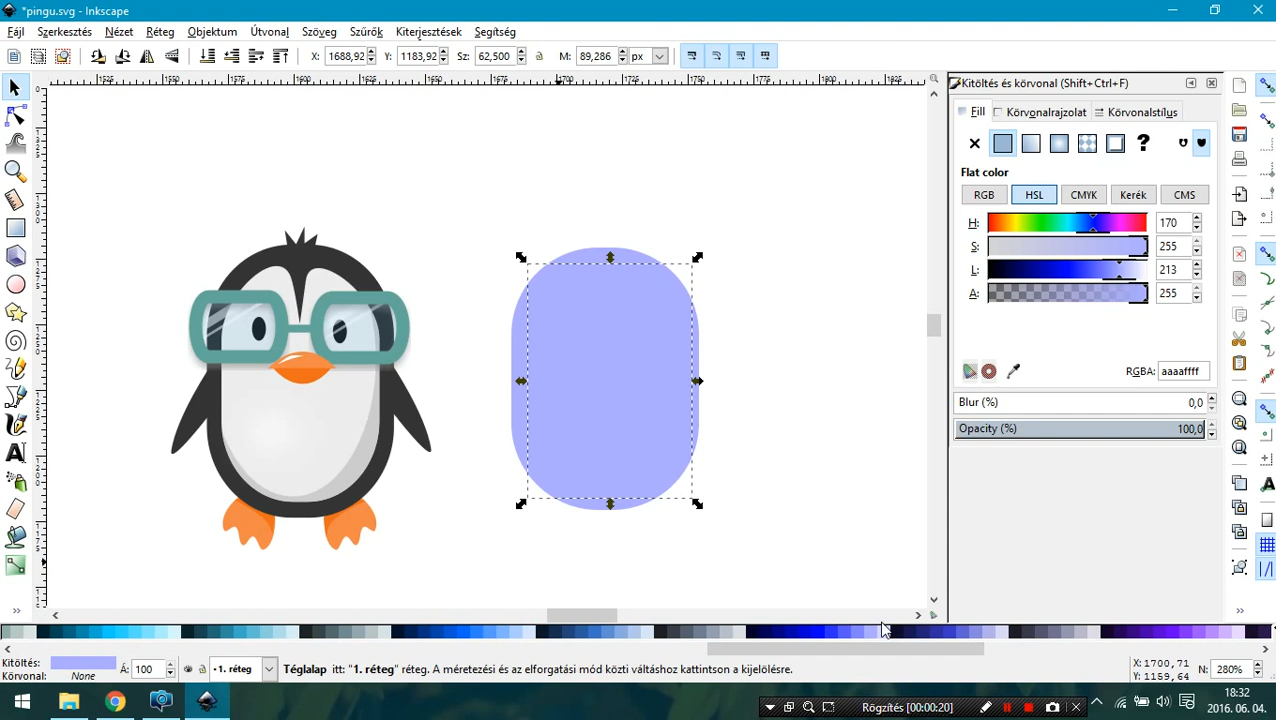 *pingu.svg - Inkscape
Fájl Szerkesztés Nézet Réteg Objektum Útvonal Szöveg Szűrők Kiterjesztések Segítség
X: 1688,92 Y: 1183,92 Sz: 62,500 M: 89,286 px
Kitöltés és körvonal (Shift+Ctrl+F)
Fill Körvonalrajzolat Körvonalstílus
Flat color
RGB HSL CMYK Kerék CMS
H: 170
S: 255
L: 213
A: 255
RGBA: aaaaffff
Blur (%) 0,0
Opacity (%) 100,0
Kitöltés:
Körvonal: None
Á: 100
1. réteg
Téglalap itt: "1. réteg" réteg. A méretezési és az elforgatási mód közti váltáshoz kattintson a kijelölésre.
X: 1700,71
Y: 1159,64
N: 280%
Rögzítés [00:00:20]
18:32
2016. 06. 04.